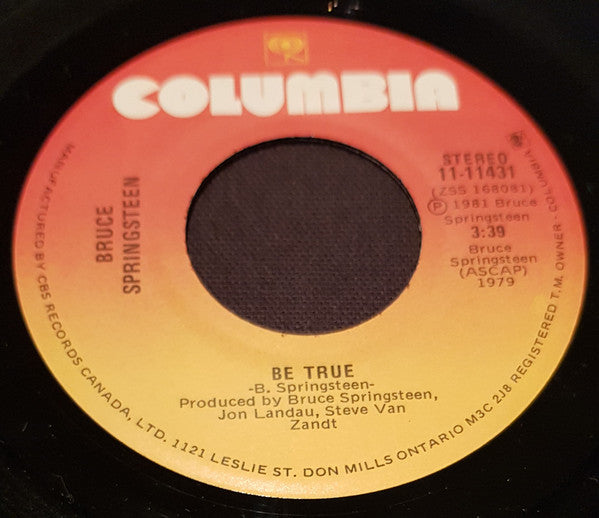 COLUMBIA
BRUCE
SPRINGSTEEN
STEREO
11-11431
(ZSS 168081)
Ⓟ 1981 Bruce
Springsteen
3:39
Bruce
Springsteen
(ASCAP)
1979
BE TRUE
-B. Springsteen-
Produced by Bruce Springsteen,
Jon Landau, Steve Van
Zandt
MANUFACTURED BY CBS RECORDS CANADA, LTD. 1121 LESLIE ST. DON MILLS ONTARIO M3C 2J8 REGISTERED T.M. OWNER - COLUMBIA